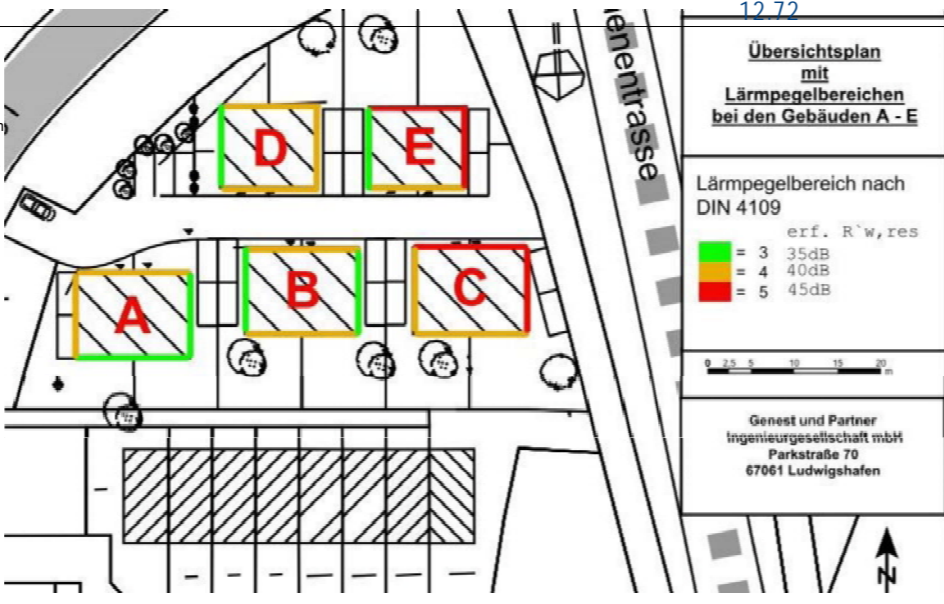 12.72
Übersichtsplan
mit
Lärmpegelbereichen
bei den Gebäuden A - E
enentrasse
D
E
A
B
C
Lärmpegelbereich nach
DIN 4109
erf. R`w,res
= 3 35dB
= 4 40dB
= 5 45dB
0 2,5 5 10 15 20
m
Genest und Partner
Ingenieurgesellschaft mbH
Parkstraße 70
67061 Ludwigshafen
N